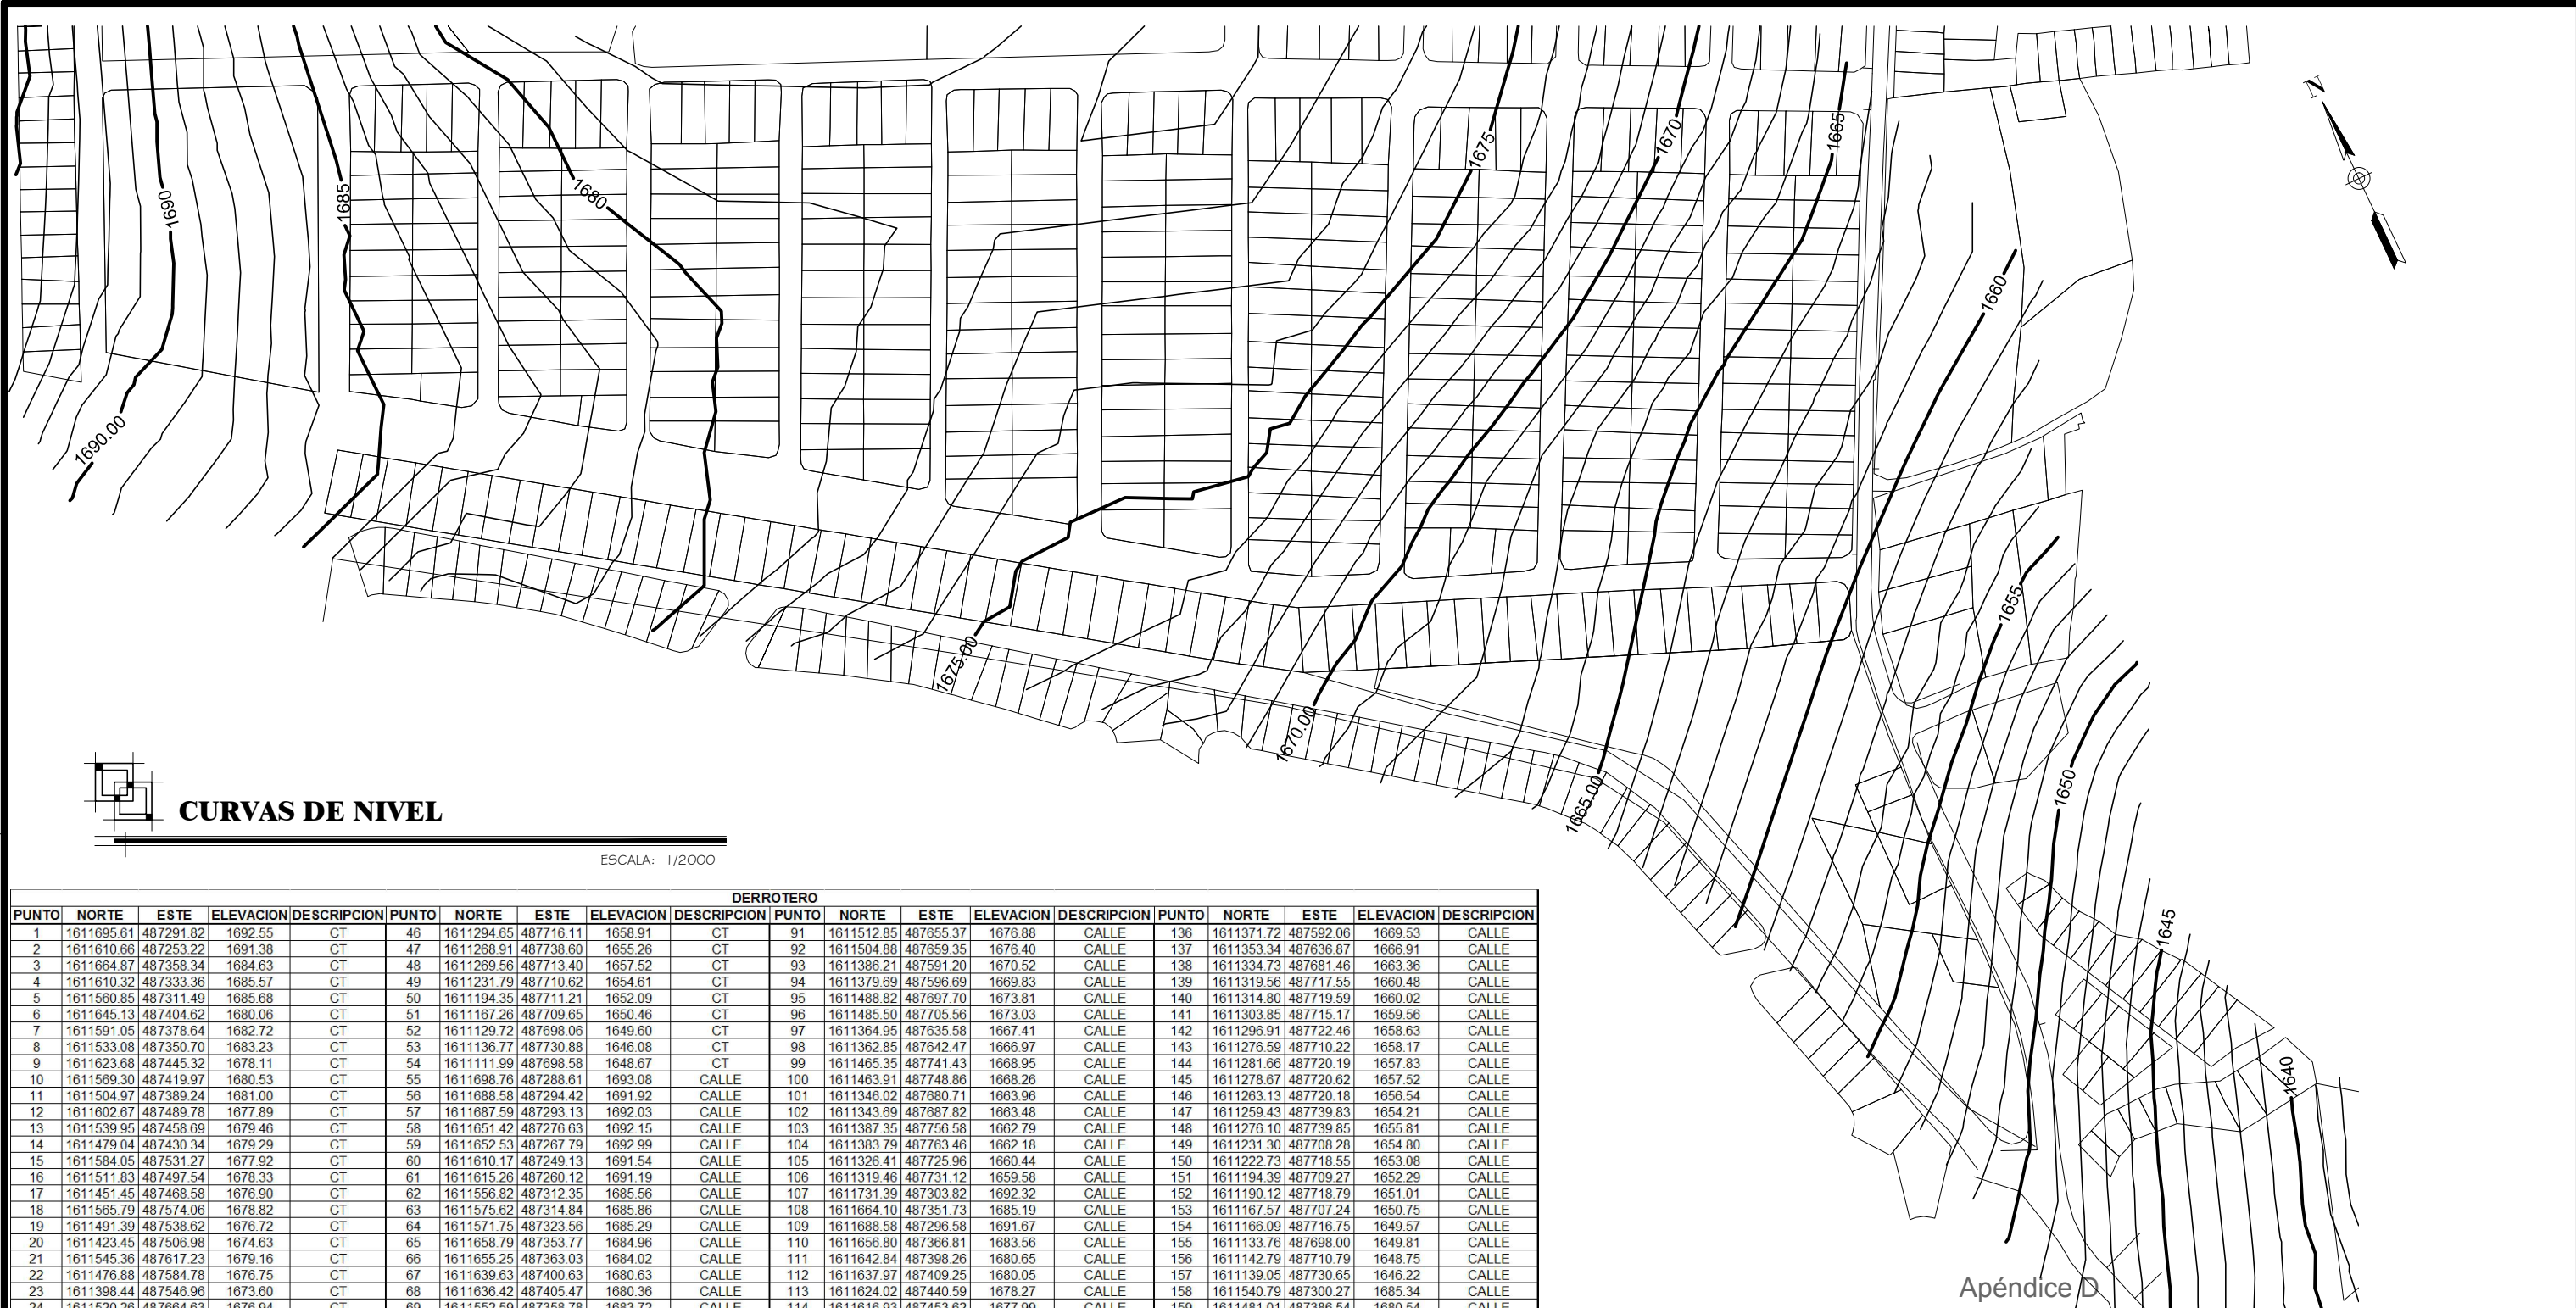 N
1690
1685
1680
1675
1670
1665
1660
1655
1650
1645
1640
1690.00
1675.00
1670.00
1665.00
CURVAS DE NIVEL
ESCALA: 1/2000
DERROTERO
PUNTO NORTE ESTE ELEVACION DESCRIPCION PUNTO NORTE ESTE ELEVACION DESCRIPCION PUNTO NORTE ESTE ELEVACION DESCRIPCION PUNTO NORTE ESTE ELEVACION DESCRIPCION
1 1611695.61 487291.82 1692.55 CT 46 1611294.65 487716.11 1658.91 CT 91 1611512.85 487655.37 1676.88 CALLE 136 1611371.72 487592.06 1669.53 CALLE
2 1611610.66 487253.22 1691.38 CT 47 1611268.91 487738.60 1655.26 CT 92 1611504.88 487659.35 1676.40 CALLE 137 1611353.34 487636.87 1666.91 CALLE
3 1611664.87 487358.34 1684.63 CT 48 1611269.56 487713.40 1657.52 CT 93 1611386.21 487591.20 1670.52 CALLE 138 1611334.73 487681.46 1663.36 CALLE
4 1611610.32 487333.36 1685.57 CT 49 1611231.79 487710.62 1654.61 CT 94 1611379.69 487596.69 1669.83 CALLE 139 1611319.56 487717.55 1660.48 CALLE
5 1611560.85 487311.49 1685.68 CT 50 1611194.35 487711.21 1652.09 CT 95 1611488.82 487697.70 1673.81 CALLE 140 1611314.80 487719.59 1660.02 CALLE
6 1611645.13 487404.62 1680.06 CT 51 1611167.26 487709.65 1650.46 CT 96 1611485.50 487705.56 1673.03 CALLE 141 1611303.85 487715.17 1659.56 CALLE
7 1611591.05 487378.64 1682.72 CT 52 1611129.72 487698.06 1649.60 CT 97 1611364.95 487635.58 1667.41 CALLE 142 1611296.91 487722.46 1658.63 CALLE
8 1611533.08 487350.70 1683.23 CT 53 1611136.77 487730.88 1646.08 CT 98 1611362.85 487642.47 1666.97 CALLE 143 1611276.59 487710.22 1658.17 CALLE
9 1611623.68 487445.32 1678.11 CT 54 1611111.99 487698.58 1648.67 CT 99 1611465.35 487741.43 1668.95 CALLE 144 1611281.66 487720.19 1657.83 CALLE
10 1611569.30 487419.97 1680.53 CT 55 1611698.76 487288.61 1693.08 CALLE 100 1611463.91 487748.86 1668.26 CALLE 145 1611278.67 487720.62 1657.52 CALLE
11 1611504.97 487389.24 1681.00 CT 56 1611688.58 487294.42 1691.92 CALLE 101 1611346.02 487680.71 1663.96 CALLE 146 1611263.13 487720.18 1656.54 CALLE
12 1611602.67 487489.78 1677.89 CT 57 1611687.59 487293.13 1692.03 CALLE 102 1611343.69 487687.82 1663.48 CALLE 147 1611259.43 487739.83 1654.21 CALLE
13 1611539.95 487458.69 1679.46 CT 58 1611651.42 487276.63 1692.15 CALLE 103 1611387.35 487756.58 1662.79 CALLE 148 1611276.10 487739.85 1655.81 CALLE
14 1611479.04 487430.34 1679.29 CT 59 1611652.53 487267.79 1692.99 CALLE 104 1611383.79 487763.46 1662.18 CALLE 149 1611231.30 487708.28 1654.80 CALLE
15 1611584.05 487531.27 1677.92 CT 60 1611610.17 487249.13 1691.54 CALLE 105 1611326.41 487725.96 1660.44 CALLE 150 1611222.73 487718.55 1653.08 CALLE
16 1611511.83 487497.54 1678.33 CT 61 1611615.26 487260.12 1691.19 CALLE 106 1611319.46 487731.12 1659.58 CALLE 151 1611194.39 487709.27 1652.29 CALLE
17 1611451.45 487468.58 1676.90 CT 62 1611556.82 487312.35 1685.56 CALLE 107 1611731.39 487303.82 1692.32 CALLE 152 1611190.12 487718.79 1651.01 CALLE
18 1611565.79 487574.06 1678.82 CT 63 1611575.62 487314.84 1685.86 CALLE 108 1611664.10 487351.73 1685.19 CALLE 153 1611167.57 487707.24 1650.75 CALLE
19 1611491.39 487538.62 1676.72 CT 64 1611571.75 487323.56 1685.29 CALLE 109 1611688.58 487296.58 1691.67 CALLE 154 1611166.09 487716.75 1649.57 CALLE
20 1611423.45 487506.98 1674.63 CT 65 1611658.79 487353.77 1684.96 CALLE 110 1611656.80 487366.81 1683.56 CALLE 155 1611133.76 487698.00 1649.81 CALLE
21 1611545.36 487617.23 1679.16 CT 66 1611655.25 487363.03 1684.02 CALLE 111 1611642.84 487398.26 1680.65 CALLE 156 1611142.79 487710.79 1648.75 CALLE
22 1611476.88 487584.78 1676.75 CT 67 1611639.63 487400.63 1680.63 CALLE 112 1611637.97 487409.25 1680.05 CALLE 157 1611139.05 487730.65 1646.22 CALLE
23 1611398.44 487546.96 1673.60 CT 68 1611636.42 487405.47 1680.36 CALLE 113 1611624.02 487440.59 1678.27 CALLE 158 1611540.79 487300.27 1685.34 CALLE
Apéndice D